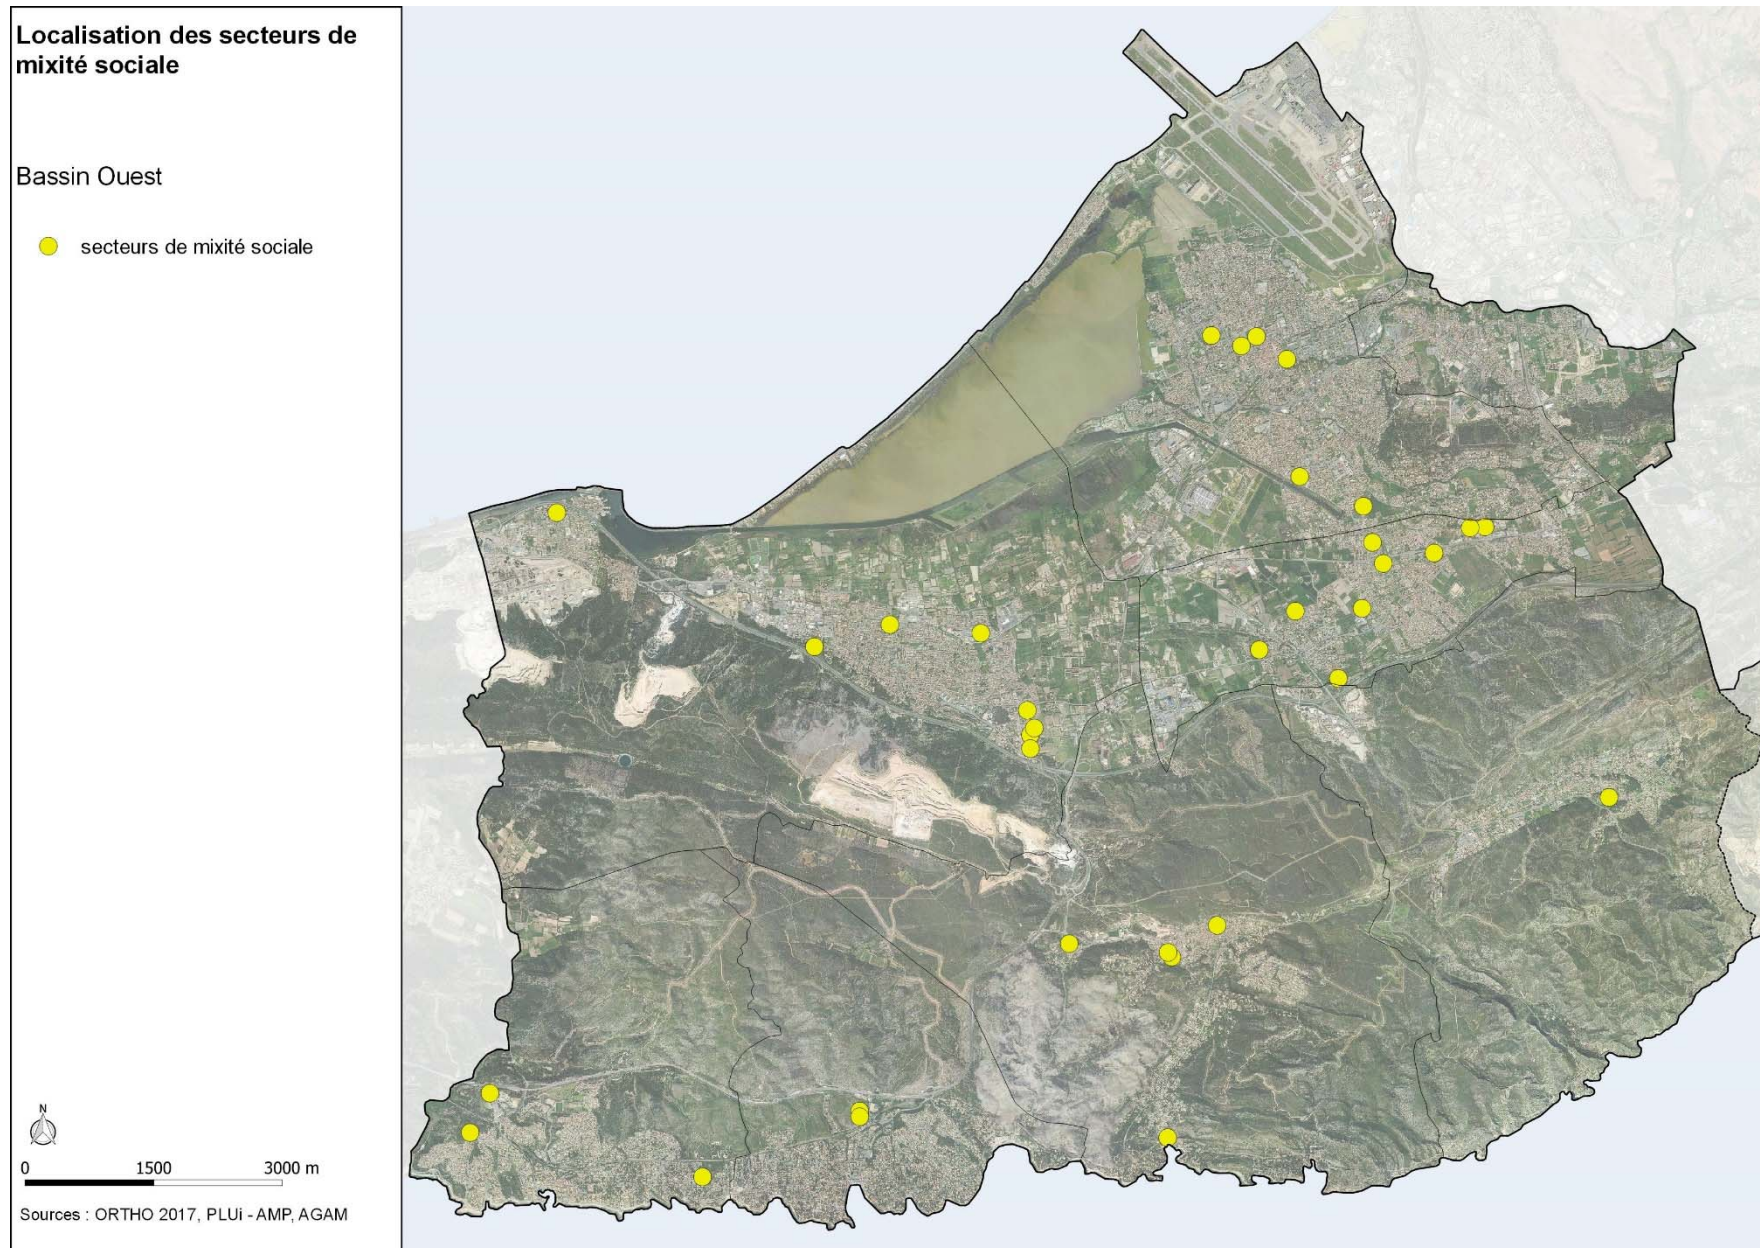 Localisation des secteurs de
mixité sociale
Bassin Ouest
secteurs de mixité sociale
N
0 1500 3000 m
Sources : ORTHO 2017, PLUi - AMP, AGAM